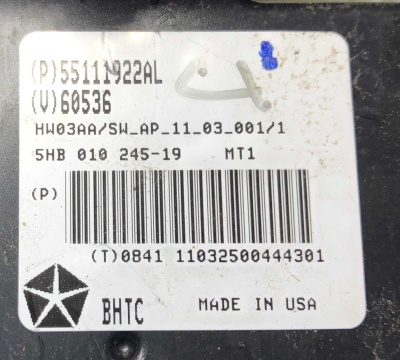 (P)55111922AL
(V)60536
HW03AA/SW_AP_11_03_001/1
5HB 010 245-19 MT1
(P)
(T)0841 11032500444301
BHTC MADE IN USA